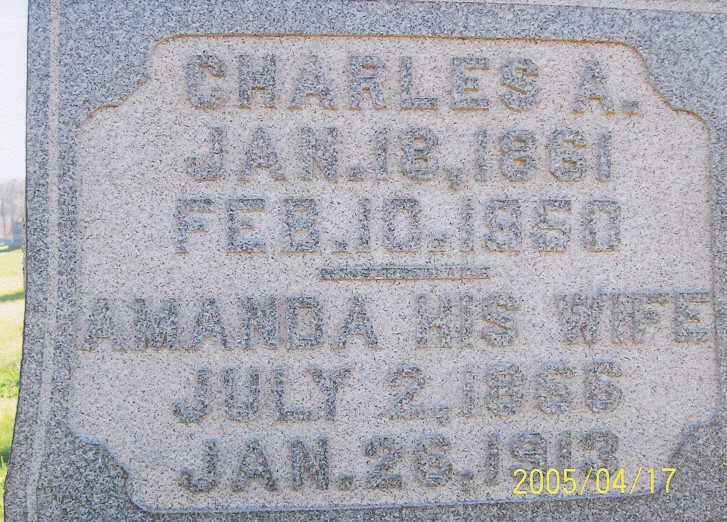 CHARLES A.
JAN.18,1861
FEB.10.1950
AMANDA HIS WIFE
JULY 2,1866
JAN.26.1913
2005/04/17